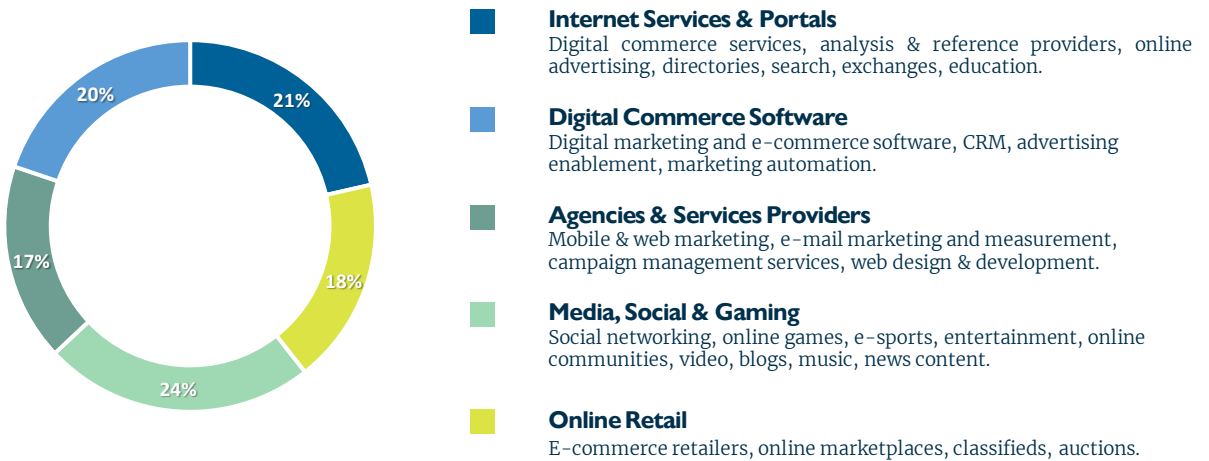 Internet Services & Portals
Digital commerce services, analysis & reference providers, online
advertising, directories, search, exchanges, education.
20%
21%
Digital Commerce Software
Digital marketing and e-commerce software, CRM, advertising
enablement, marketing automation.
Agencies & Services Providers
Mobile & web marketing, e-mail marketing and measurement,
campaign management services, web design & development.
17%
18%
Media, Social & Gaming
Social networking, online games, e-sports, entertainment, online
communities, video, blogs, music, news content.
24%
Online Retail
E-commerce retailers, online marketplaces, classifieds, auctions.